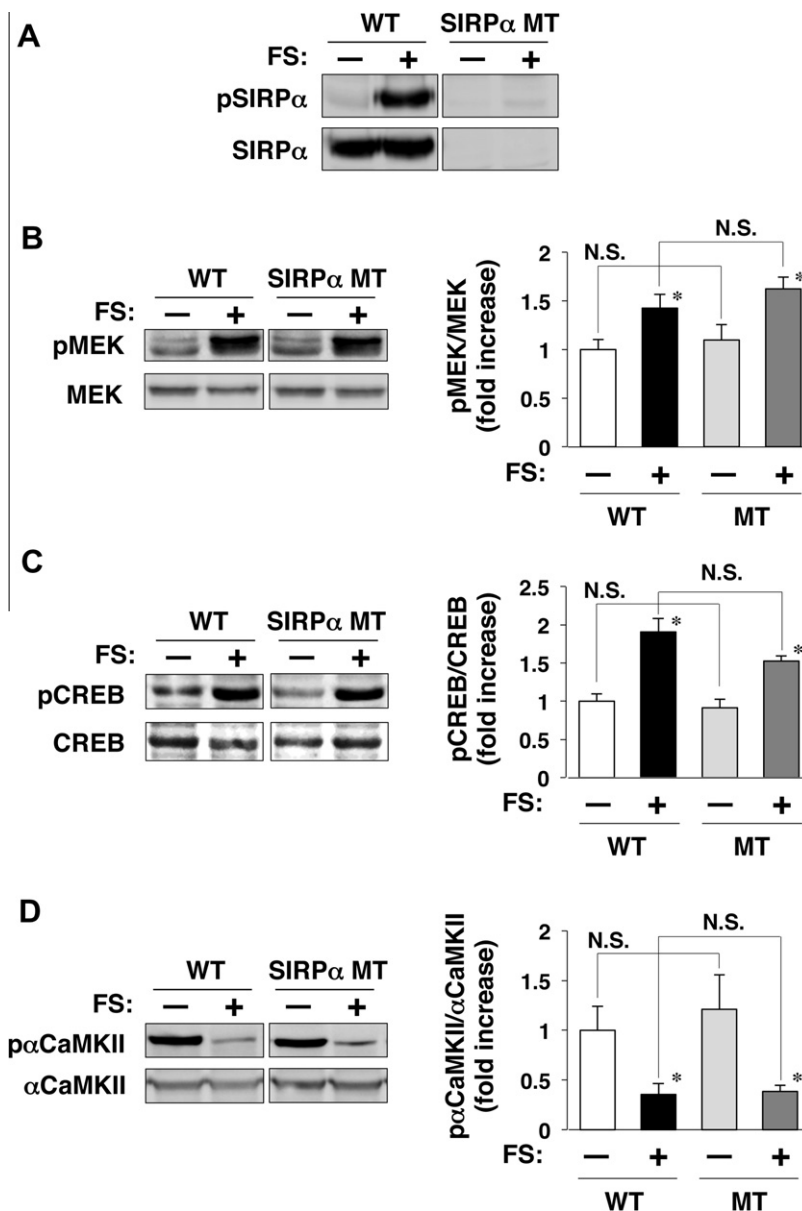 A
WT SIRPα MT
FS: — + — +
pSIRPα
SIRPα
B
WT SIRPα MT
FS: — + — +
pMEK
MEK
pMEK/MEK
(fold increase)
2
1.5
1
0.5
0
N.S.
N.S.
*
*
FS: — + — +
WT MT
C
WT SIRPα MT
FS: — + — +
pCREB
CREB
pCREB/CREB
(fold increase)
2.5
2
1.5
1
0.5
0
N.S.
N.S.
*
*
FS: — + — +
WT MT
D
WT SIRPα MT
FS: — + — +
pαCaMKII
αCaMKII
pαCaMKII/αCaMKII
(fold increase)
2
1.5
1
0.5
0
N.S.
N.S.
*
*
FS: — + — +
WT MT